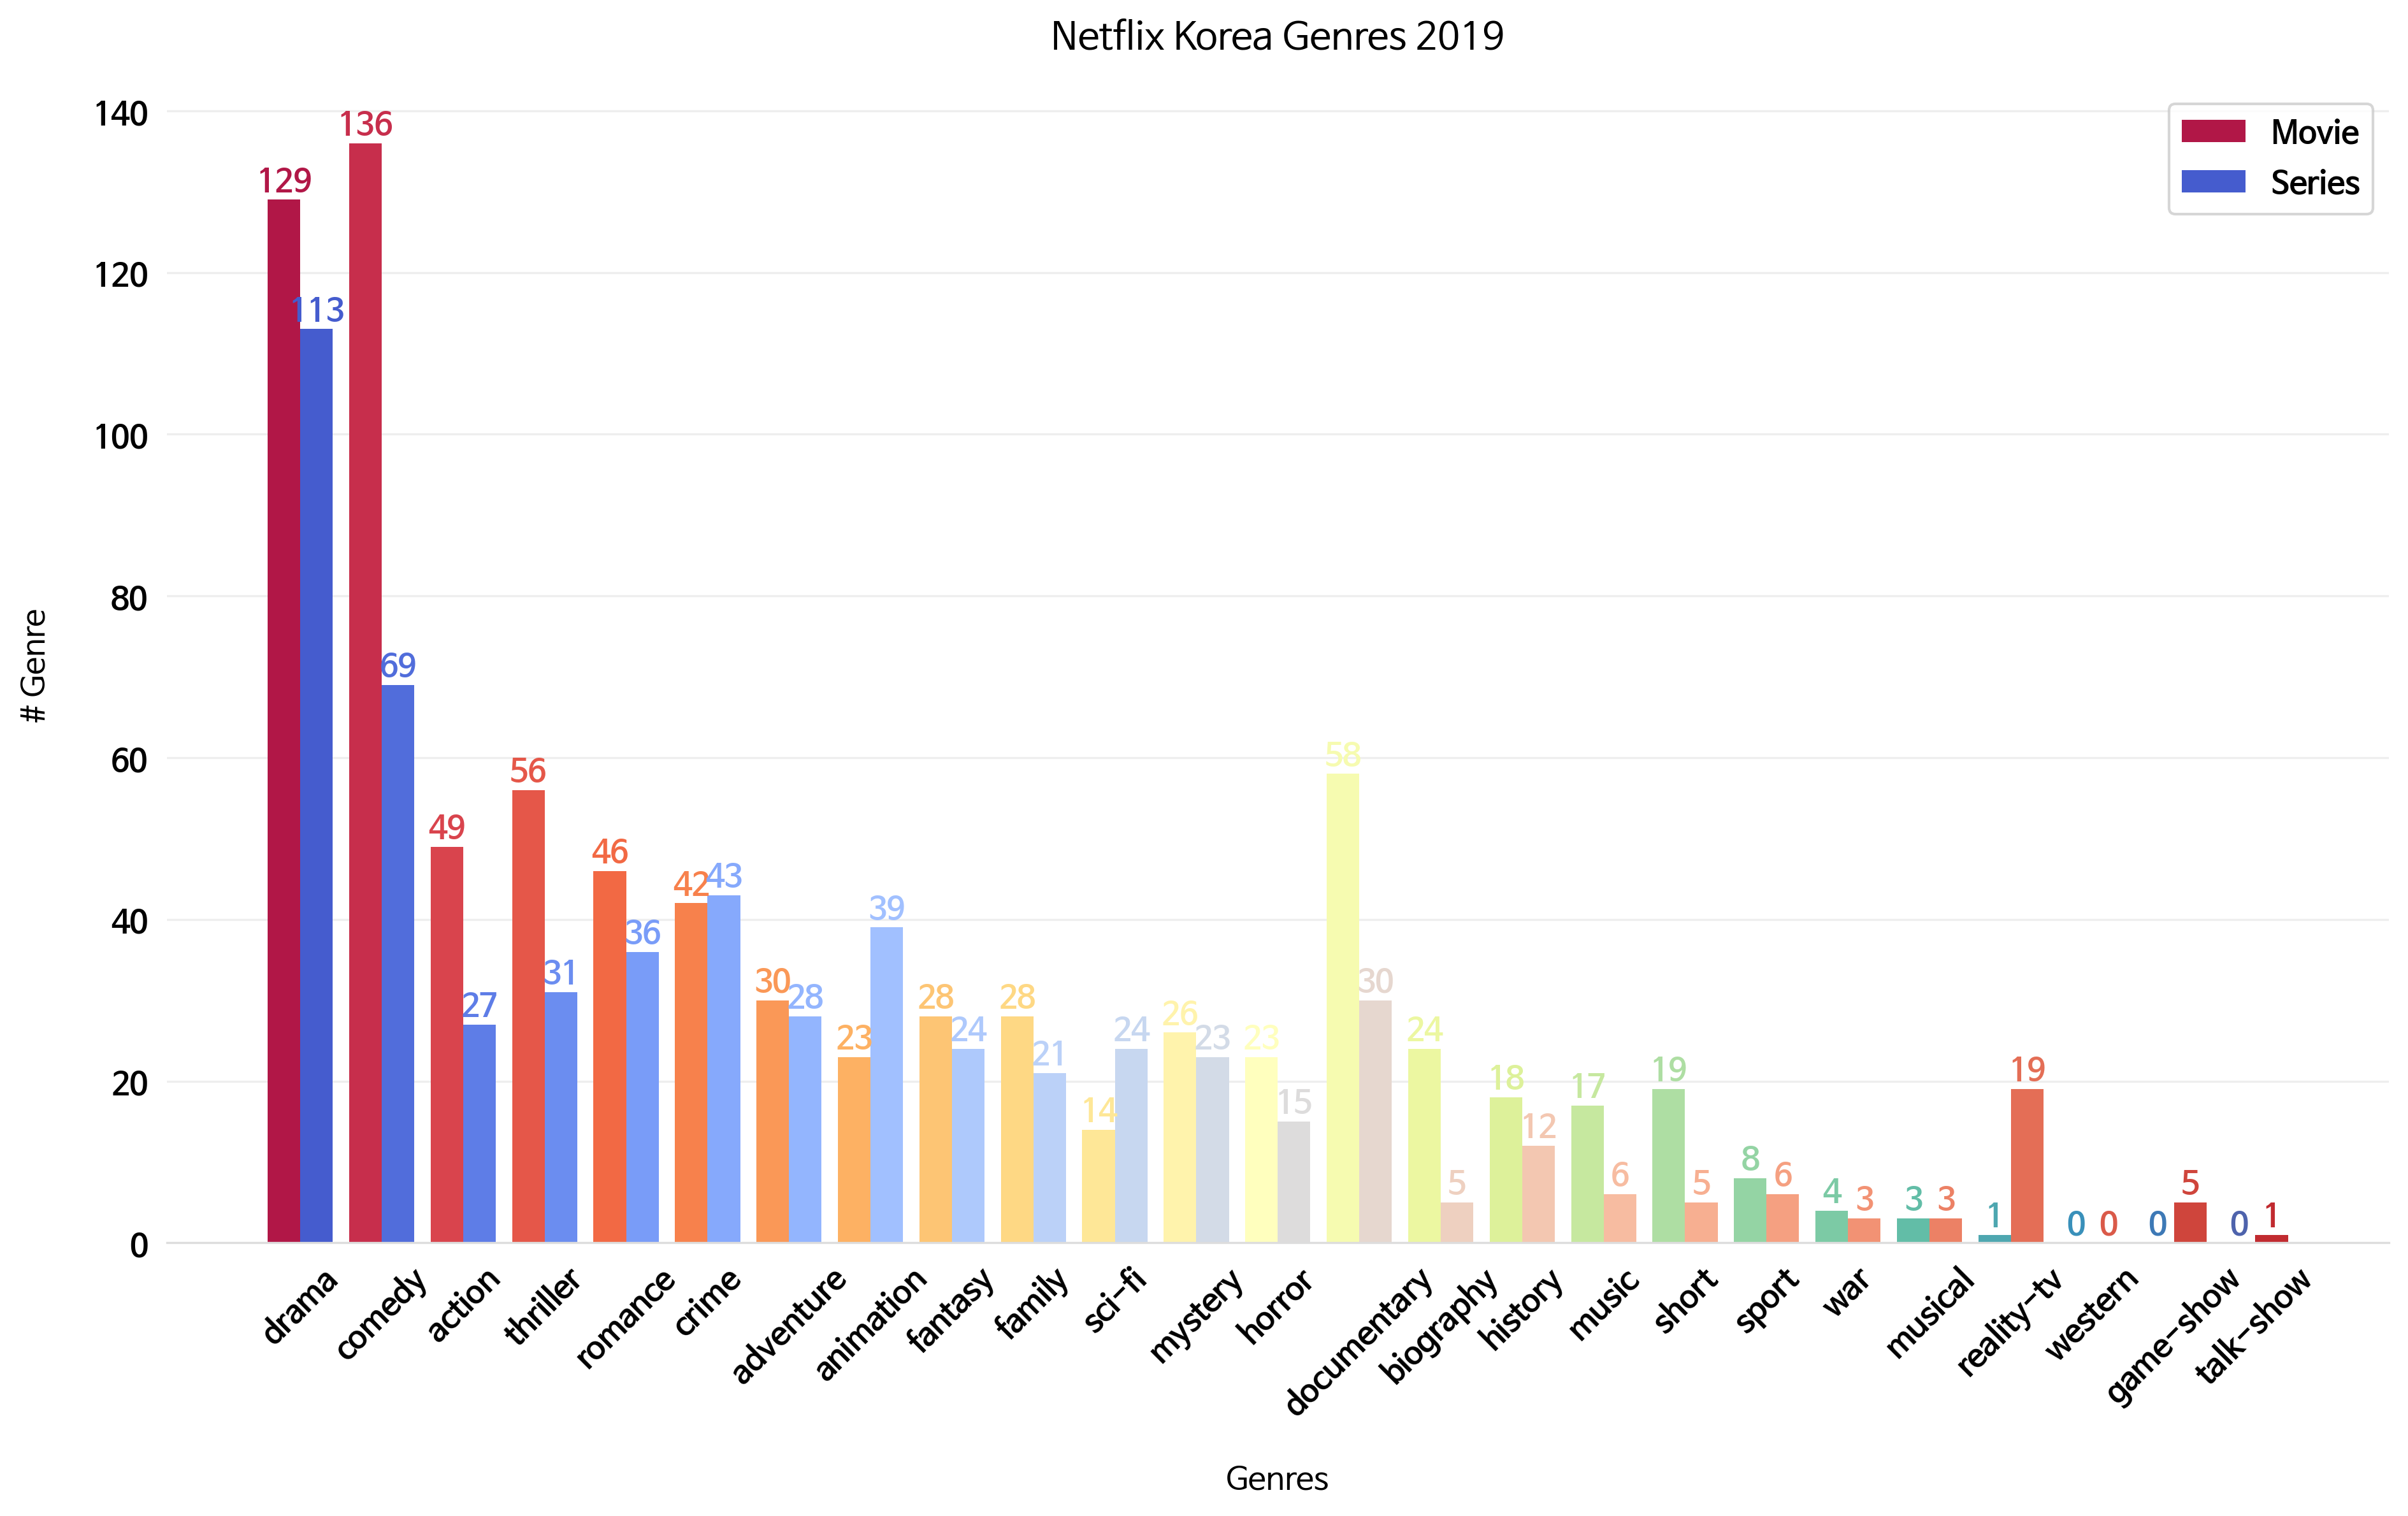 Netflix Korea Genres 2019
Movie
Series
# Genre
140
120
100
80
60
40
20
0
129
113
136
69
49
27
56
31
46
36
42
43
30
28
23
39
28
24
28
21
14
24
26
23
23
15
58
30
24
5
18
12
17
6
19
5
8
6
4
3
3
3
1
19
0
0
0
5
0
1
drama
comedy
action
thriller
romance
crime
adventure
animation
fantasy
family
sci-fi
mystery
horror
documentary
biography
history
music
short
sport
war
musical
reality-tv
western
game-show
talk-show
Genres